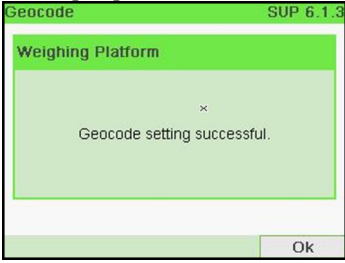 Geocode SUP 6.1.3
Weighing Platform
Geocode setting successful.
Ok